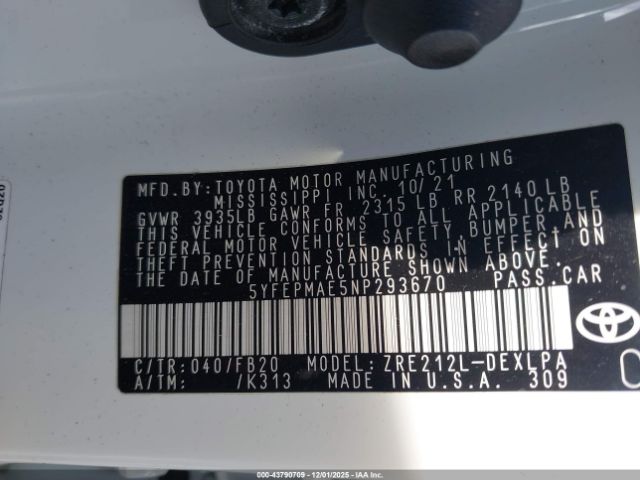 MFD.BY:TOYOTA MOTOR MANUFACTURING
MISSISSIPPI INC. 10/21
GVWR 3935LB GAWR FR 2315 LB RR 2140 LB
THIS VEHICLE CONFORMS TO ALL APPLICABLE
FEDERAL MOTOR VEHICLE SAFETY, BUMPER, AND
THEFT PREVENTION STANDARDS IN EFFECT ON
THE DATE OF MANUFACTURE SHOWN ABOVE.
5YFEPMAE5NP293670 PASS.CAR
C/TR: 040/FB20 MODEL: ZRE212L-DEXLPA
A/TM: /K313 MADE IN U.S.A. 309
000-43790709 - 12/01/2025 - IAA Inc.